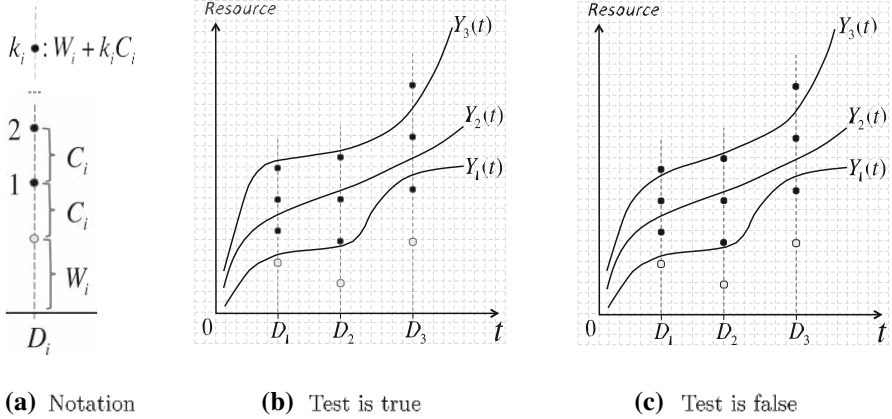 k_i : W_i + k_i C_i
...
2
C_i
1
C_i
W_i
D_i
(a) Notation
Resource
Y_3(t)
Y_2(t)
Y_1(t)
0
D_1
D_2
D_3
t
(b) Test is true
Resource
Y_3(t)
Y_2(t)
Y_1(t)
0
D_1
D_2
D_3
t
(c) Test is false